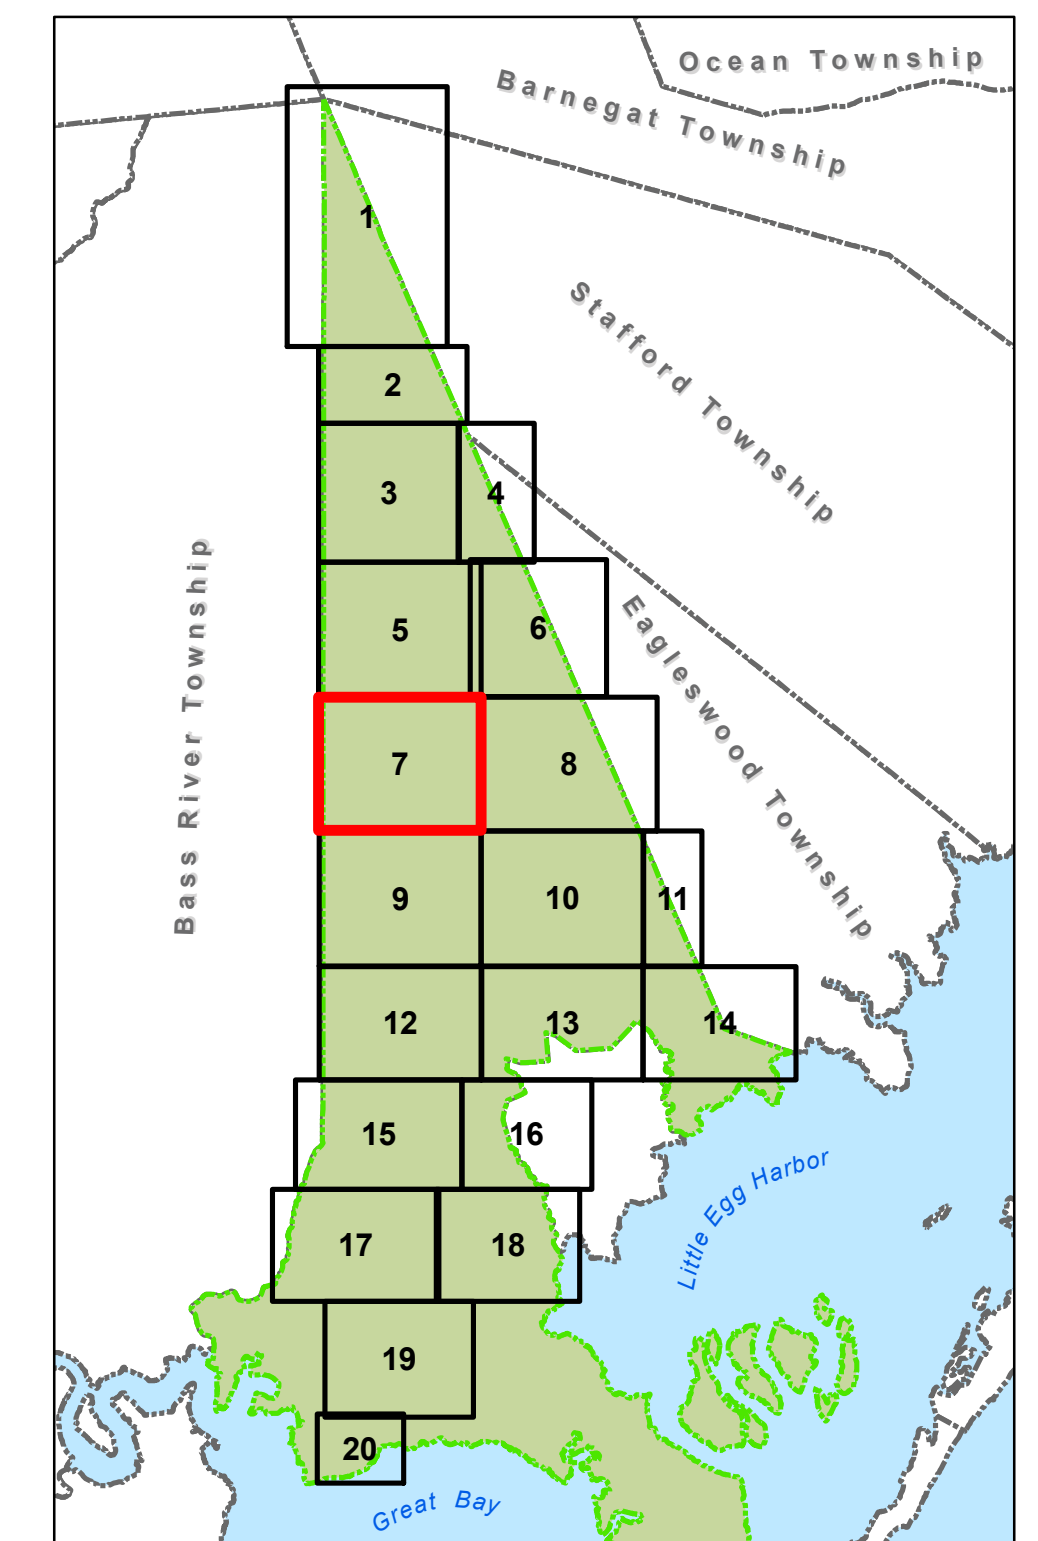 Ocean Township
Barnegat Township
1
Stafford Township
2
3
4
Bass River Township
5
6
Eagleswood Township
7
8
9
10
11
12
13
14
15
16
Little Egg Harbor
17
18
19
20
Great Bay